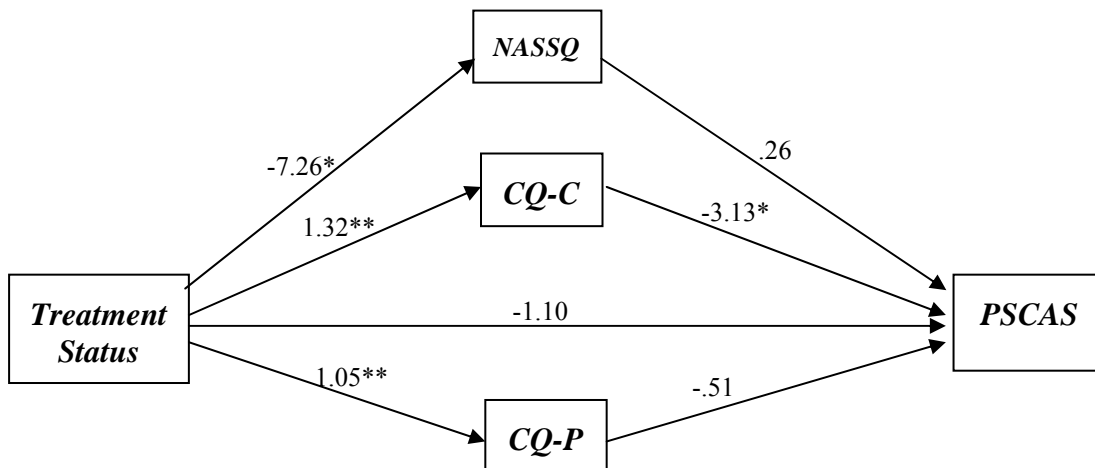 NASSQ
-7.26*
.26
CQ-C
1.32**
-3.13*
Treatment
Status
-1.10
PSCAS
1.05**
-.51
CQ-P